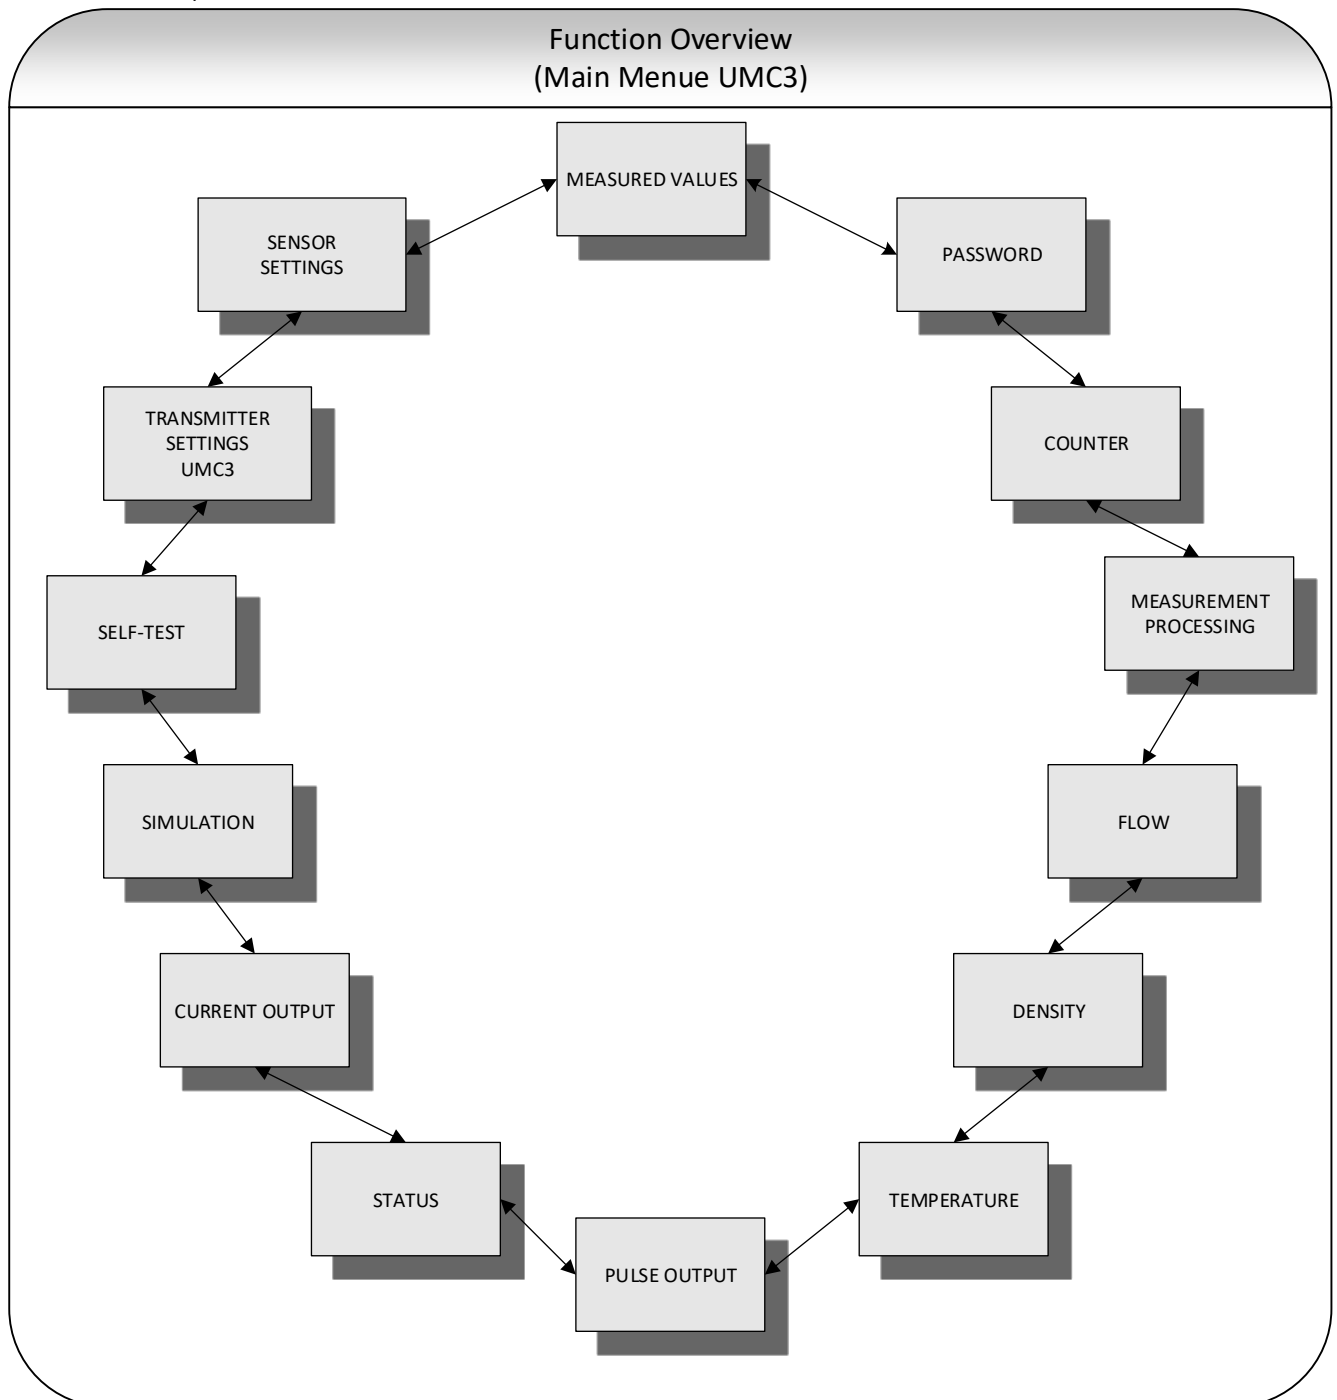 Function Overview
(Main Menue UMC3)
MEASURED VALUES
SENSOR
SETTINGS
PASSWORD
TRANSMITTER
SETTINGS
UMC3
COUNTER
MEASUREMENT
PROCESSING
SELF-TEST
SIMULATION
FLOW
CURRENT OUTPUT
DENSITY
STATUS
TEMPERATURE
PULSE OUTPUT